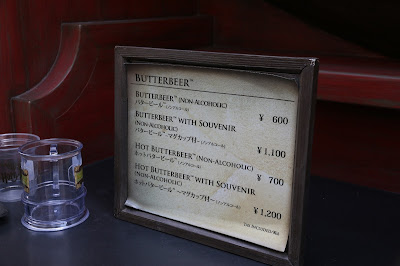 BUTTERBEER™
BUTTERBEER™ (NON-ALCOHOLIC) ¥ 600
バタービール™ (ノンアルコール)
BUTTERBEER™ WITH SOUVENIR
(NON-ALCOHOLIC) ¥ 1,100
バタービール™ マグカップ付~(ノンアルコール)
HOT BUTTERBEER™ (NON-ALCOHOLIC) ¥ 700
ホットバタービール™ (ノンアルコール)
HOT BUTTERBEER™ WITH SOUVENIR
(NON-ALCOHOLIC)
ホットバタービール™ ~マグカップ付~(ノンアルコール) ¥ 1,200